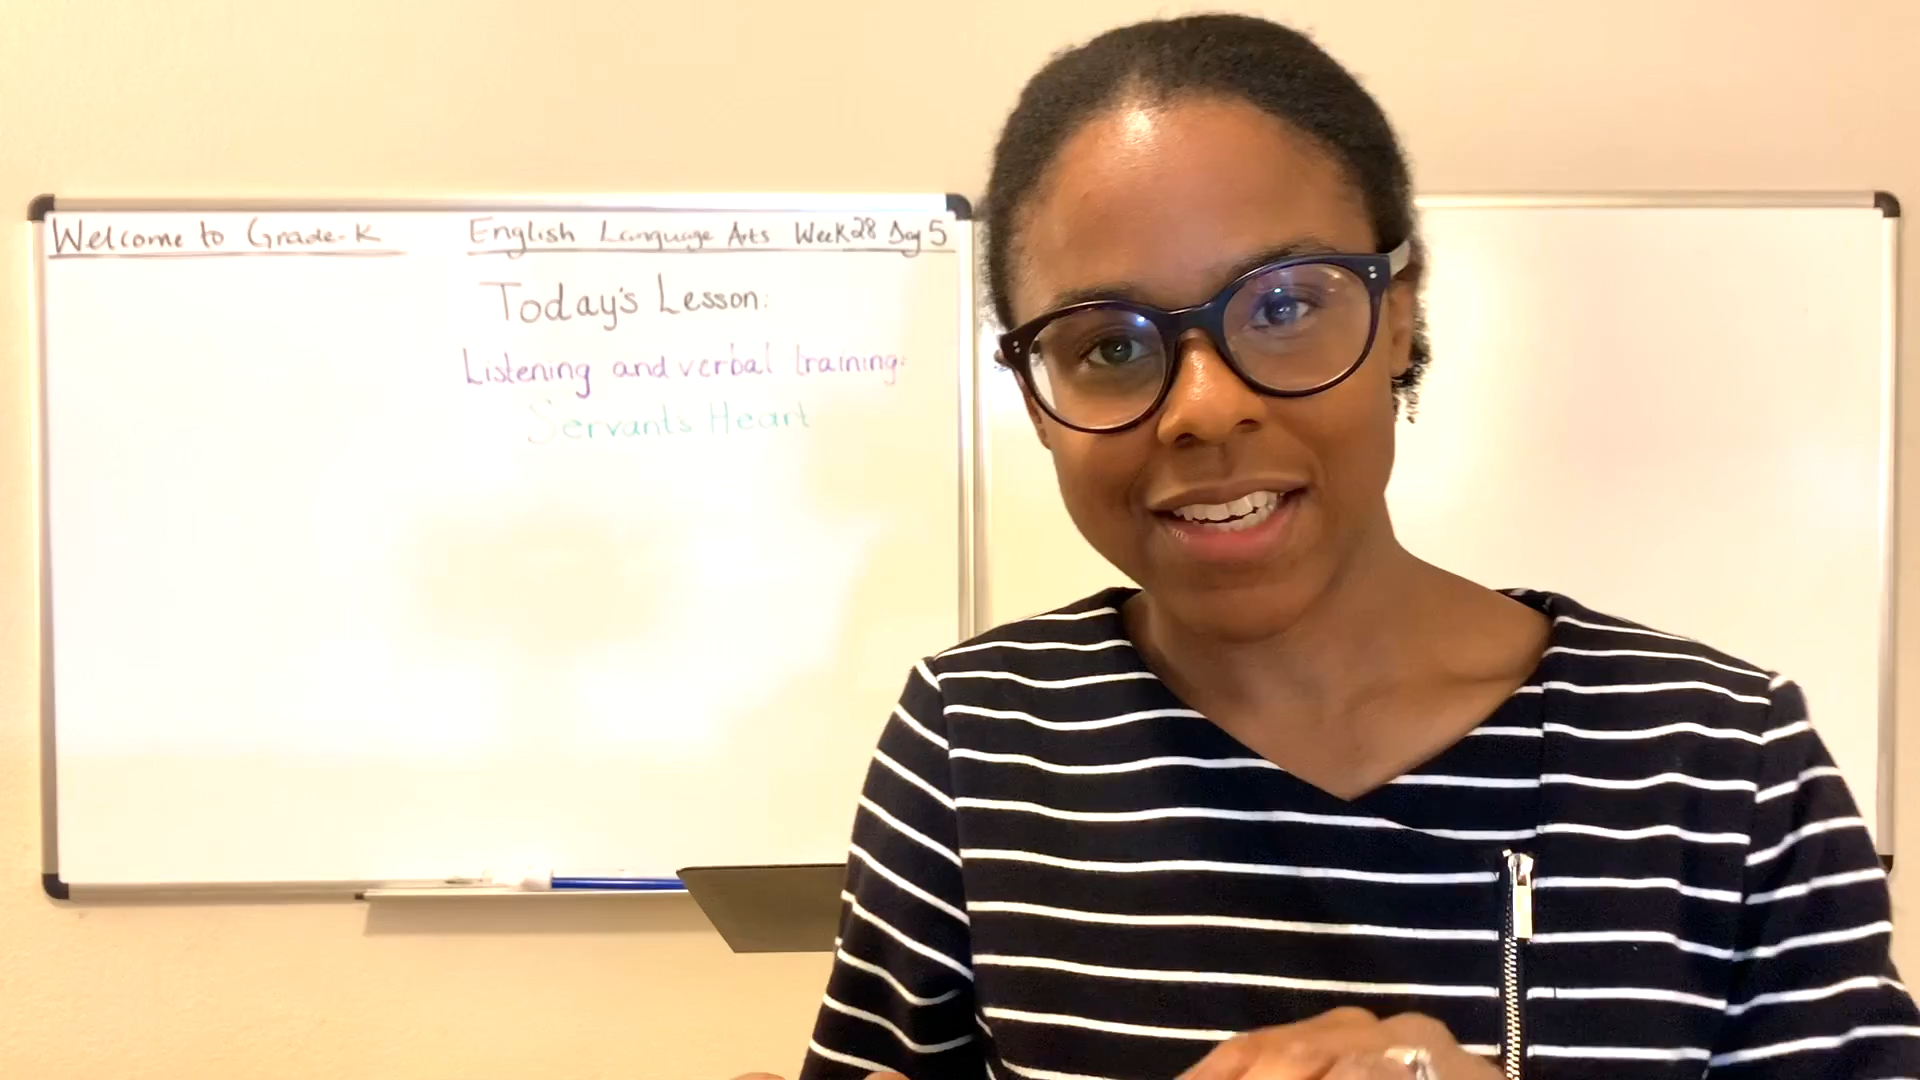 Welcome to Grade-K
English Language Arts Week 28 Day 5
Today's Lesson:
Listening and verbal training:
Servants Heart